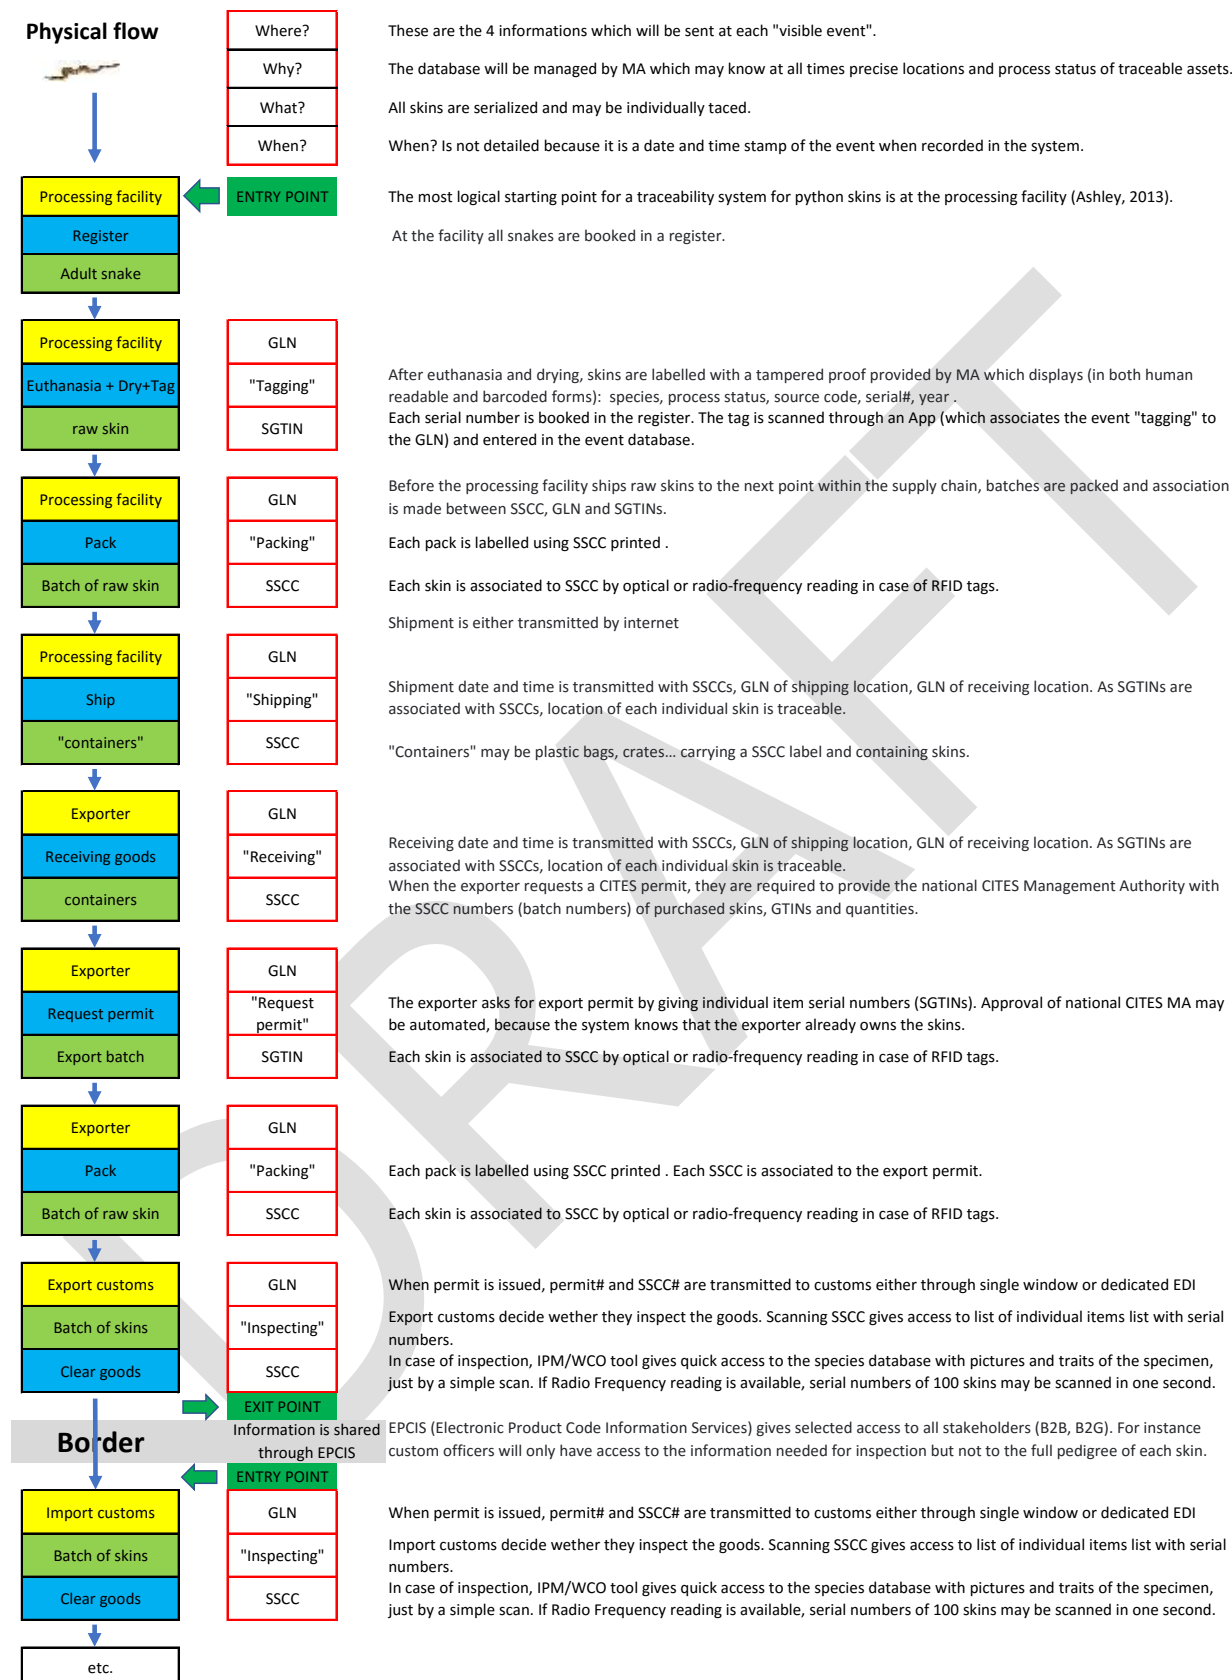 Physical flow
Where?
These are the 4 informations which will be sent at each "visible event".
Why?
The database will be managed by MA which may know at all times precise locations and process status of traceable assets.
What?
All skins are serialized and may be individually taced.
When?
When? Is not detailed because it is a date and time stamp of the event when recorded in the system.
Processing facility
ENTRY POINT
The most logical starting point for a traceability system for python skins is at the processing facility (Ashley, 2013).
Register
At the facility all snakes are booked in a register.
Adult snake
Processing facility
GLN
Euthanasia + Dry+Tag
"Tagging"
After euthanasia and drying, skins are labelled with a tampered proof provided by MA which displays (in both human
readable and barcoded forms): species, process status, source code, serial#, year .
raw skin
SGTIN
Each serial number is booked in the register. The tag is scanned through an App (which associates the event "tagging" to
the GLN) and entered in the event database.
Processing facility
GLN
Before the processing facility ships raw skins to the next point within the supply chain, batches are packed and association
is made between SSCC, GLN and SGTINs.
Pack
"Packing"
Each pack is labelled using SSCC printed .
Batch of raw skin
SSCC
Each skin is associated to SSCC by optical or radio-frequency reading in case of RFID tags.
Shipment is either transmitted by internet
Processing facility
GLN
Ship
"Shipping"
Shipment date and time is transmitted with SSCCs, GLN of shipping location, GLN of receiving location. As SGTINs are
associated with SSCCs, location of each individual skin is traceable.
"containers"
SSCC
"Containers" may be plastic bags, crates... carrying a SSCC label and containing skins.
Exporter
GLN
Receiving goods
"Receiving"
Receiving date and time is transmitted with SSCCs, GLN of shipping location, GLN of receiving location. As SGTINs are
associated with SSCCs, location of each individual skin is traceable.
containers
SSCC
When the exporter requests a CITES permit, they are required to provide the national CITES Management Authority with
the SSCC numbers (batch numbers) of purchased skins, GTINs and quantities.
Exporter
GLN
Request permit
"Request
permit"
The exporter asks for export permit by giving individual item serial numbers (SGTINs). Approval of national CITES MA may
be automated, because the system knows that the exporter already owns the skins.
Export batch
SGTIN
Each skin is associated to SSCC by optical or radio-frequency reading in case of RFID tags.
Exporter
GLN
Pack
"Packing"
Each pack is labelled using SSCC printed . Each SSCC is associated to the export permit.
Batch of raw skin
SSCC
Each skin is associated to SSCC by optical or radio-frequency reading in case of RFID tags.
Export customs
GLN
When permit is issued, permit# and SSCC# are transmitted to customs either through single window or dedicated EDI
Batch of skins
"Inspecting"
Export customs decide wether they inspect the goods. Scanning SSCC gives access to list of individual items list with serial
numbers.
Clear goods
SSCC
In case of inspection, IPM/WCO tool gives quick access to the species database with pictures and traits of the specimen,
just by a simple scan. If Radio Frequency reading is available, serial numbers of 100 skins may be scanned in one second.
EXIT POINT
Border
Information is shared
through EPCIS
EPCIS (Electronic Product Code Information Services) gives selected access to all stakeholders (B2B, B2G). For instance
custom officers will only have access to the information needed for inspection but not to the full pedigree of each skin.
ENTRY POINT
Import customs
GLN
When permit is issued, permit# and SSCC# are transmitted to customs either through single window or dedicated EDI
Batch of skins
"Inspecting"
Import customs decide wether they inspect the goods. Scanning SSCC gives access to list of individual items list with serial
numbers.
Clear goods
SSCC
In case of inspection, IPM/WCO tool gives quick access to the species database with pictures and traits of the specimen,
just by a simple scan. If Radio Frequency reading is available, serial numbers of 100 skins may be scanned in one second.
etc.
DRAFT